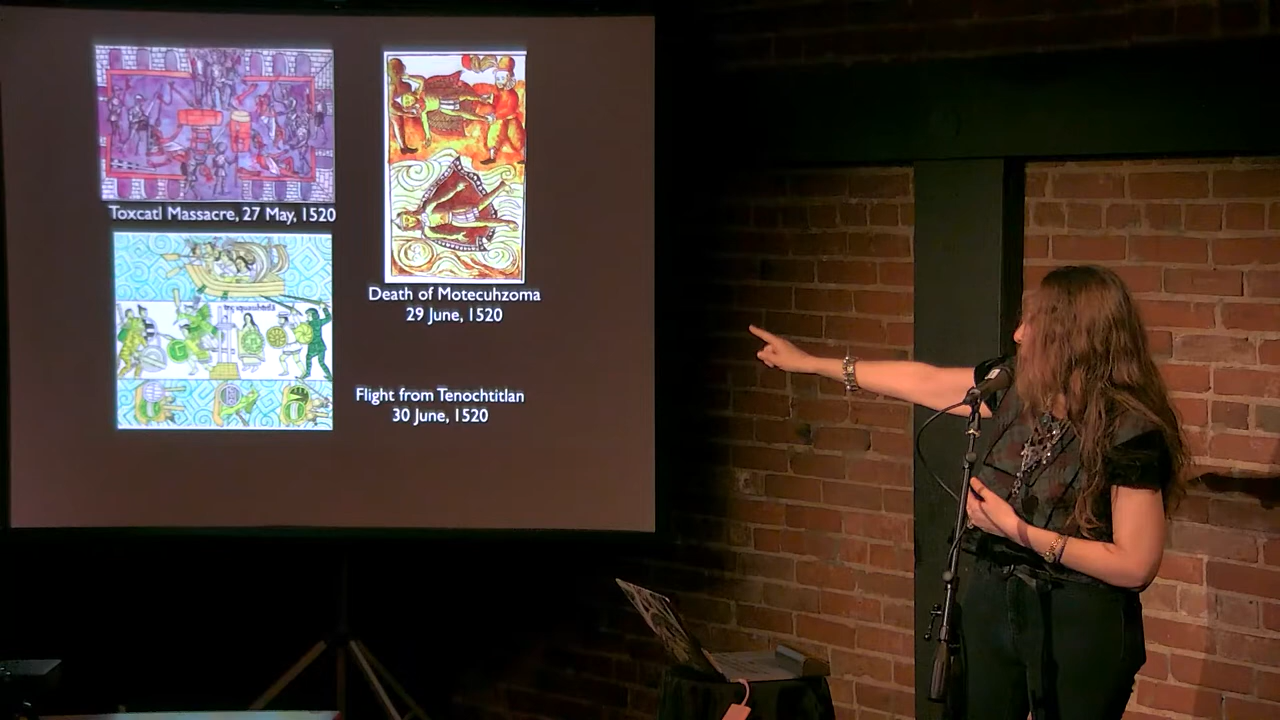 Toxcatl Massacre, 27 May, 1520
Death of Motecuhzoma
29 June, 1520
Flight from Tenochtitlan
30 June, 1520